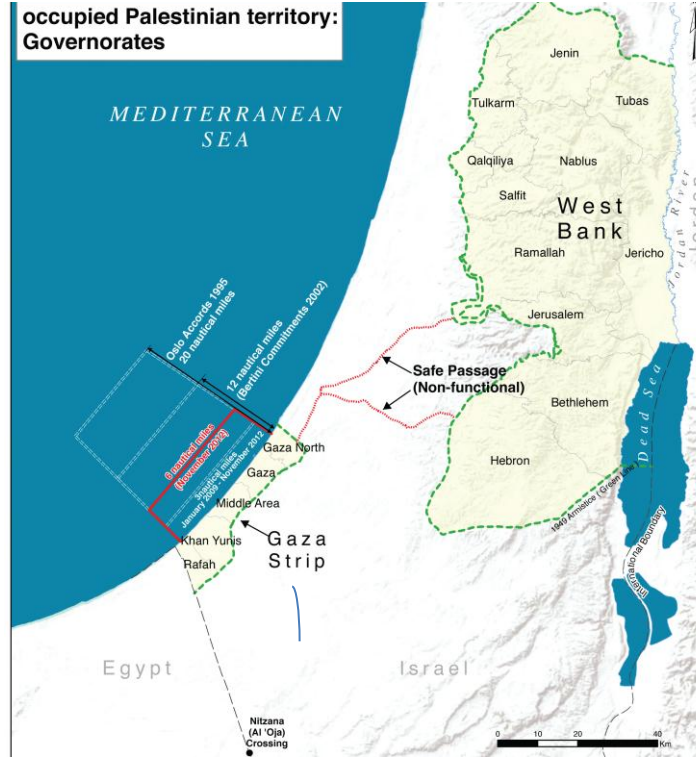 occupied Palestinian territory:
Governorates
MEDITERRANEAN
SEA
Jenin
Tulkarm
Tubas
Qalqiliya
Nablus
Salfit
West
Bank
Ramallah
Jericho
Jordan River
Jordan
Jerusalem
Oslo Accords 1995
20 nautical miles
12 nautical miles
(Bertini Commitments 2002)
Safe Passage
(Non-functional)
Bethlehem
Dead Sea
6 nautical miles
(November 2012)
3nautical miles
January 2009 - November 2012
Gaza North
Gaza
Hebron
Middle Area
1949 Armistice (Green Line)
Khan Yunis
Gaza
Strip
Rafah
International Boundary
Egypt
Israel
Nitzana
(Al 'Oja)
Crossing
0 10 20 40
Km